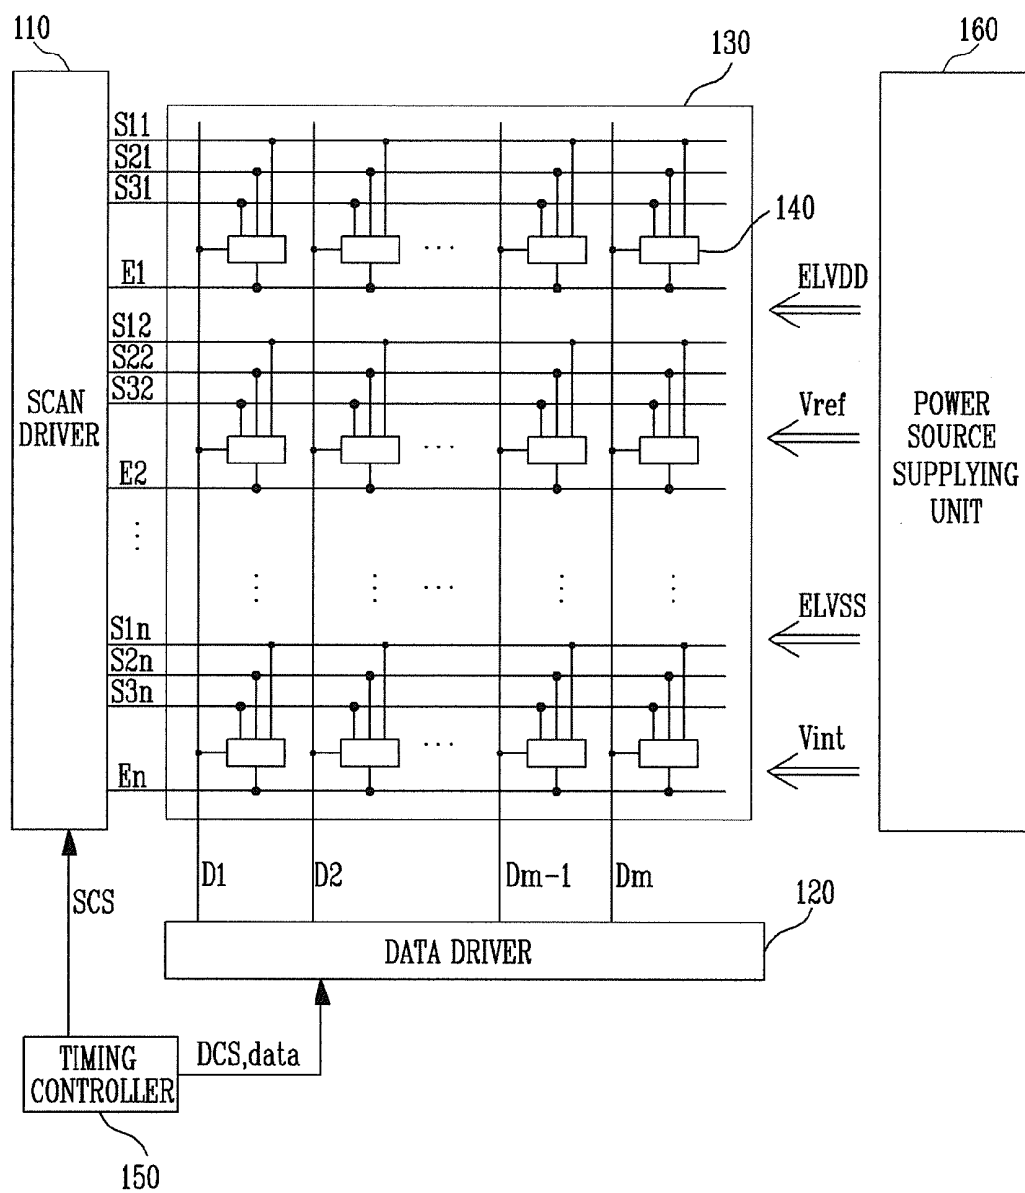 110
130
160
S11
S21
S31
140
E1
ELVDD
S12
S22
S32
SCAN
DRIVER
Vref
POWER
SOURCE
SUPPLYING
UNIT
E2
ELVSS
S1n
S2n
S3n
Vint
En
D1
D2
Dm-1
Dm
SCS
120
DATA DRIVER
DCS,data
TIMING
CONTROLLER
150